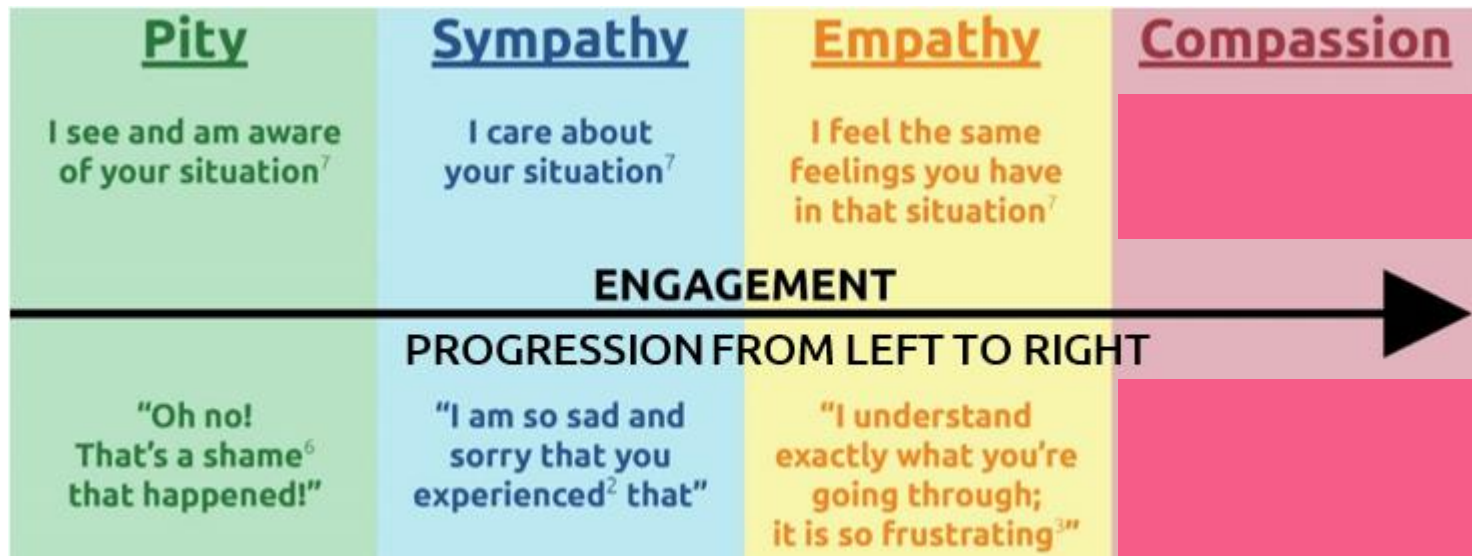 Pity
I see and am aware
of your situation7
Sympathy
I care about
your situation7
Empathy
I feel the same
feelings you have
in that situation7
Compassion
ENGAGEMENT
PROGRESSION FROM LEFT TO RIGHT
“Oh no!
That’s a shame6
that happened!”
“I am so sad and
sorry that you
experienced2 that”
“I understand
exactly what you’re
going through;
it is so frustrating3”